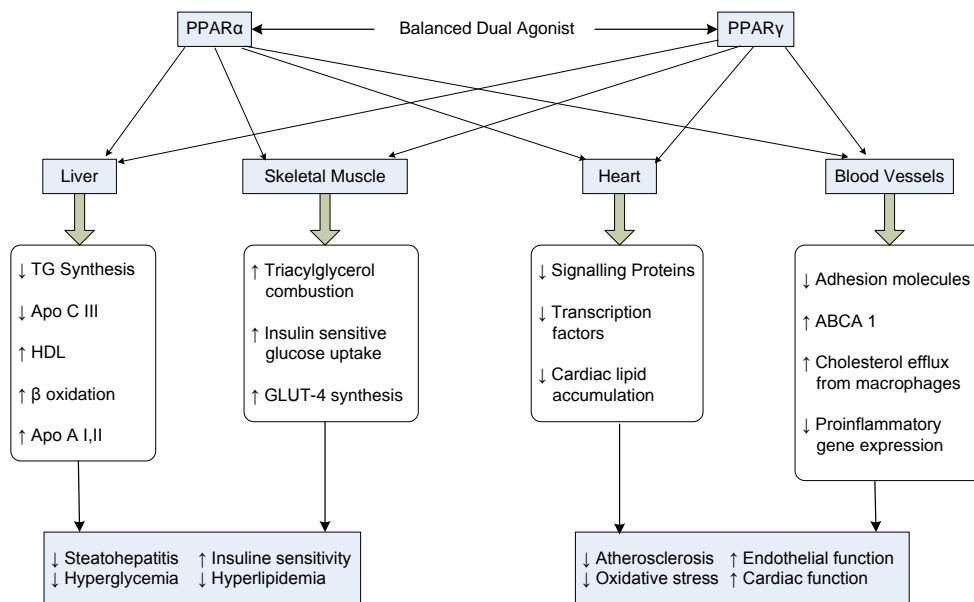 PPARα
Balanced Dual Agonist
PPARγ
Liver
Skeletal Muscle
Heart
Blood Vessels
↓ TG Synthesis
↓ Apo C III
↑ HDL
↑ β oxidation
↑ Apo A I,II
↑ Triacylglycerol
combustion
↑ Insulin sensitive
glucose uptake
↑ GLUT-4 synthesis
↓ Signalling Proteins
↓ Transcription
factors
↓ Cardiac lipid
accumulation
↓ Adhesion molecules
↑ ABCA 1
↑ Cholesterol efflux
from macrophages
↓ Proinflammatory
gene expression
↓ Steatohepatitis ↑ Insuline sensitivity
↓ Hyperglycemia ↓ Hyperlipidemia
↓ Atherosclerosis ↑ Endothelial function
↓ Oxidative stress ↑ Cardiac function